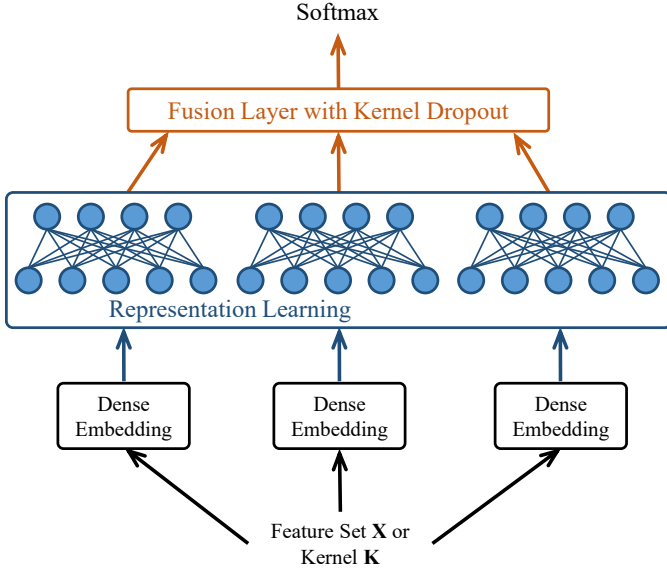 Softmax
Fusion Layer with Kernel Dropout
Representation Learning
Dense
Embedding
Dense
Embedding
Dense
Embedding
Feature Set X or
Kernel K